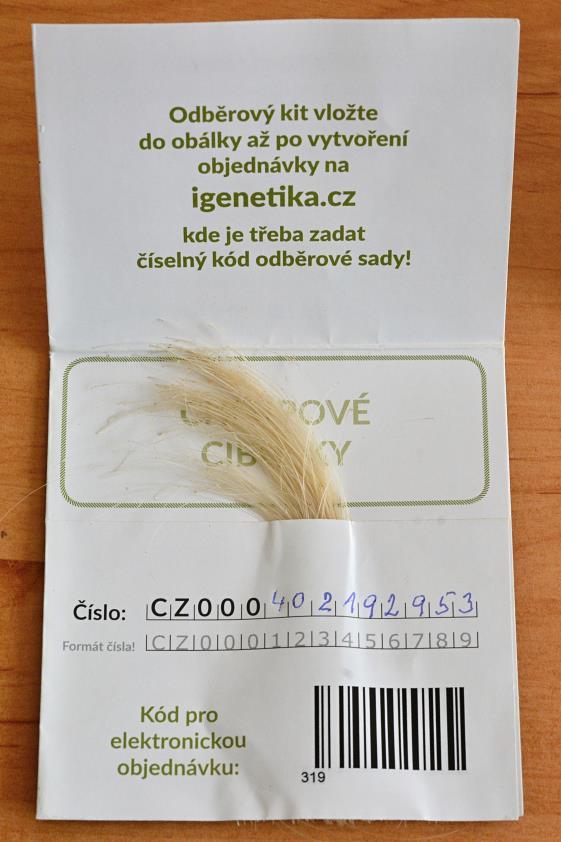 Odběrový kit vložte
do obálky až po vytvoření
objednávky na
igenetika.cz
kde je třeba zadat
číselný kód odběrové sady!
Číslo: CZ000402192953
Formát čísla! CZ000123456789
Kód pro
elektronickou
objednávku:
319